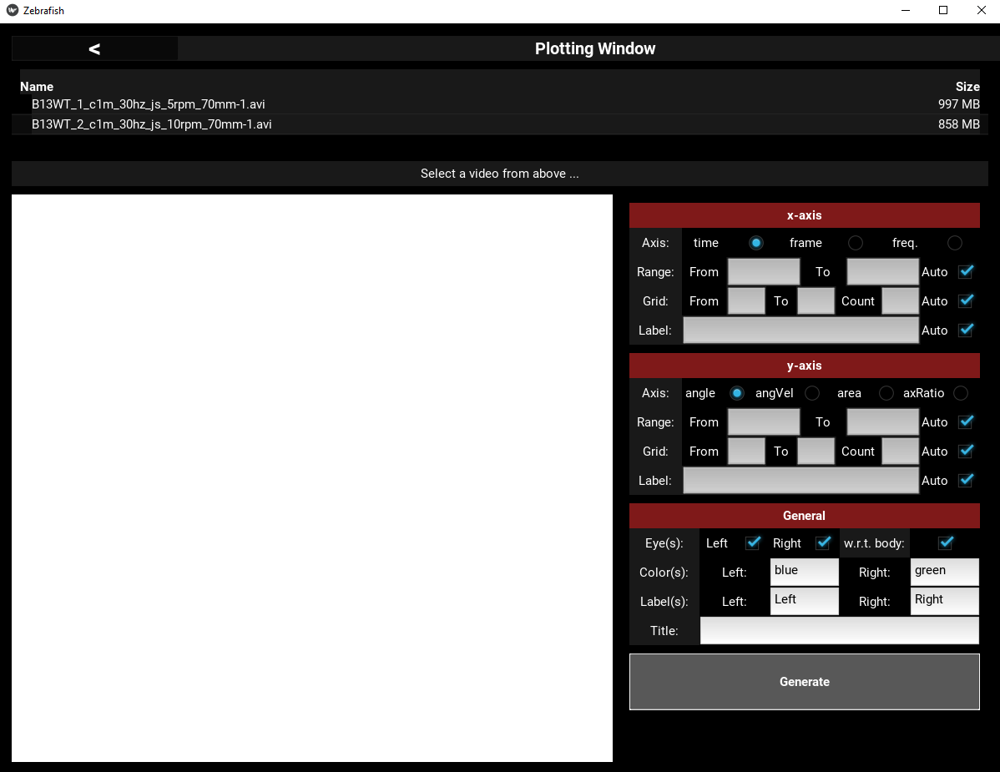 Zebrafish
< Plotting Window
Name Size
B13WT_1_c1m_30hz_js_5rpm_70mm-1.avi 997 MB
B13WT_2_c1m_30hz_js_10rpm_70mm-1.avi 858 MB
Select a video from above ...
x-axis
Axis: time frame freq.
Range: From To Auto
Grid: From To Count Auto
Label: Auto
y-axis
Axis: angle angVel area axRatio
Range: From To Auto
Grid: From To Count Auto
Label: Auto
General
Eye(s): Left Right w.r.t. body:
Color(s): Left: blue Right: green
Label(s): Left: Left Right: Right
Title:
Generate